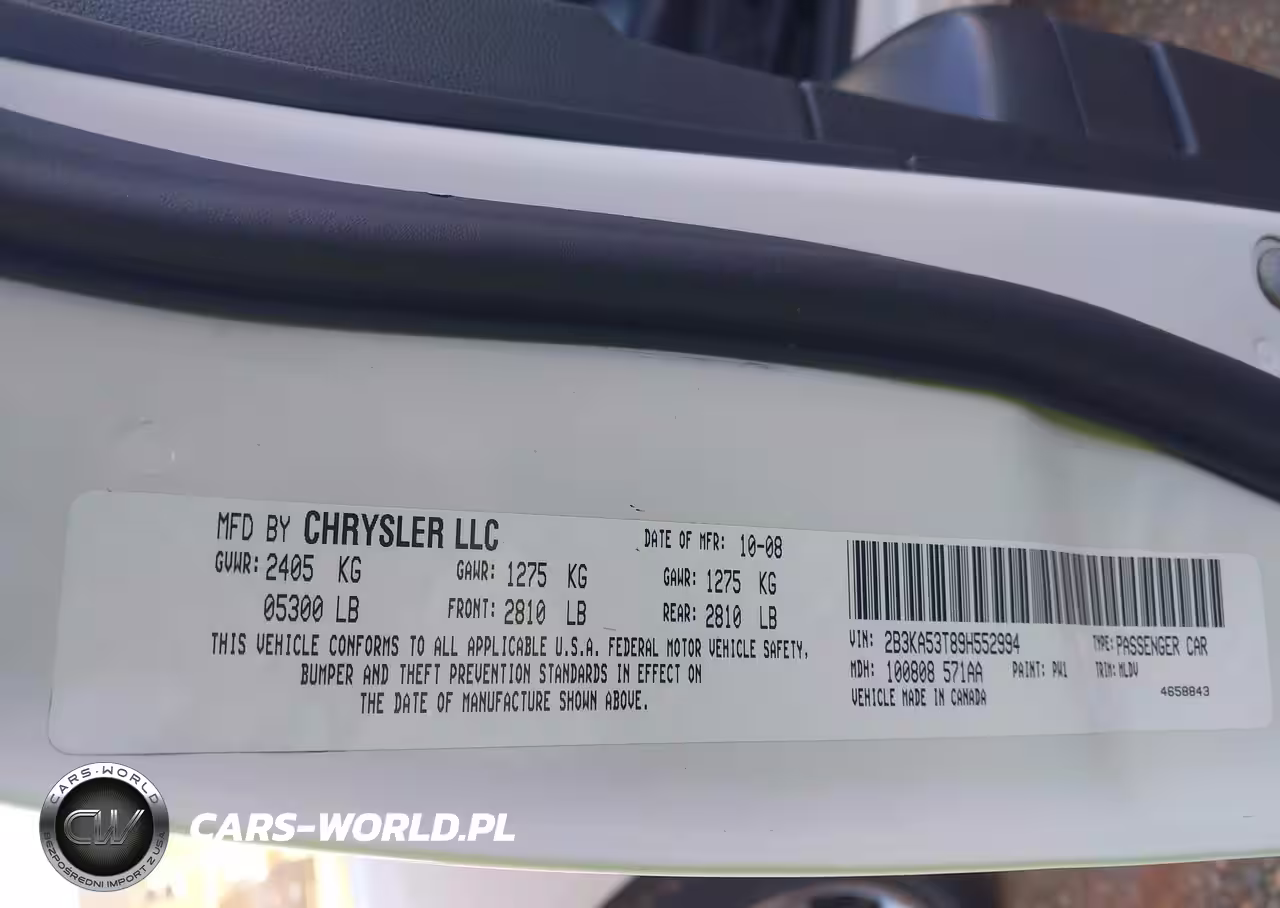 MFD BY CHRYSLER LLC
DATE OF MFR: 10-08
GVWR: 2405 KG GAWR: 1275 KG GAWR: 1275 KG
05300 LB FRONT: 2810 LB REAR: 2810 LB
THIS VEHICLE CONFORMS TO ALL APPLICABLE U.S.A. FEDERAL MOTOR VEHICLE SAFETY,
BUMPER AND THEFT PREVENTION STANDARDS IN EFFECT ON
THE DATE OF MANUFACTURE SHOWN ABOVE.
VIN: 2B3KA53T89H552994 TYPE: PASSENGER CAR
MDH: 100808 571AA PAINT: PW1 TRIM: MLDV
VEHICLE MADE IN CANADA 4658843
CARS-WORLD
CW
BEZPOŚREDNI IMPORT Z USA
CARS-WORLD.PL